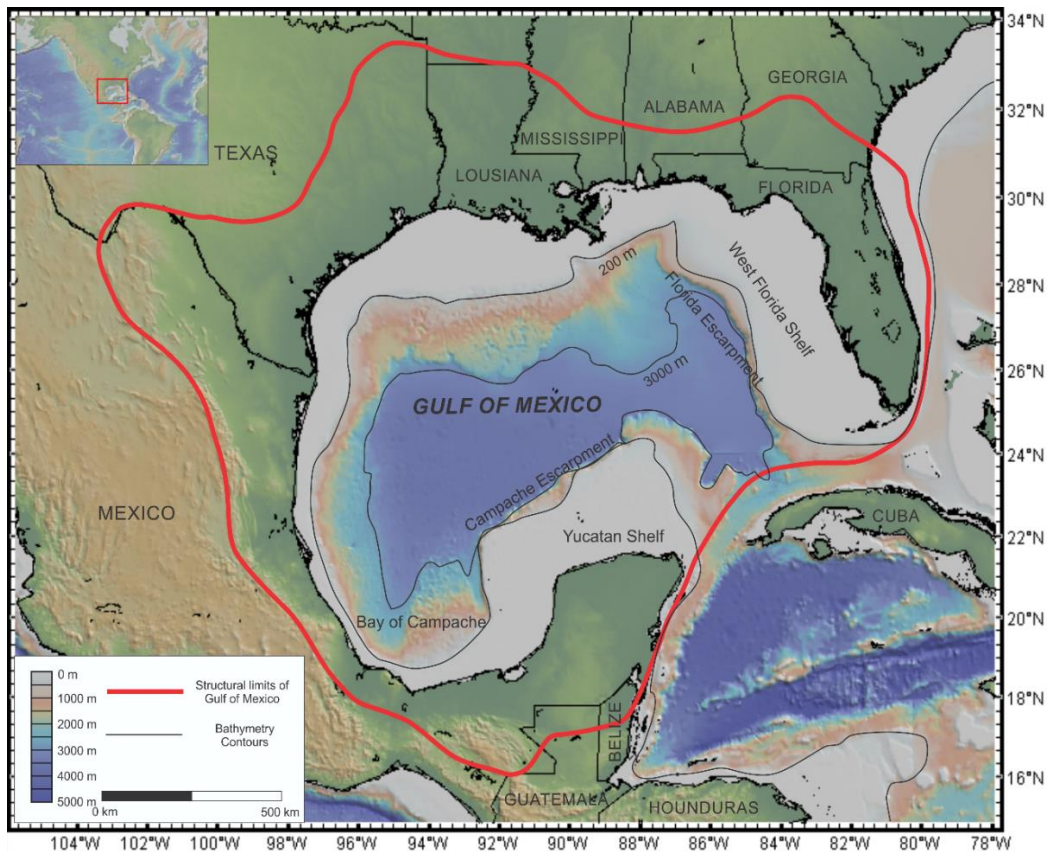 34°N
GEORGIA
ALABAMA
32°N
MISSISSIPPI
TEXAS
LOUSIANA
FLORIDA
30°N
200 m
West Florida Shelf
Florida Escarpment
28°N
3000 m
26°N
GULF OF MEXICO
24°N
Campache Escarpment
MEXICO
CUBA
Yucatan Shelf
22°N
Bay of Campache
20°N
0 m
1000 m
2000 m
3000 m
4000 m
5000 m
Structural limits of
Gulf of Mexico
Bathymetry
Contours
0 km
500 km
18°N
BELIZE
16°N
GUATEMALA
HOUNDURAS
104°W 102°W 100°W 98°W 96°W 94°W 92°W 90°W 88°W 86°W 84°W 82°W 80°W 78°W